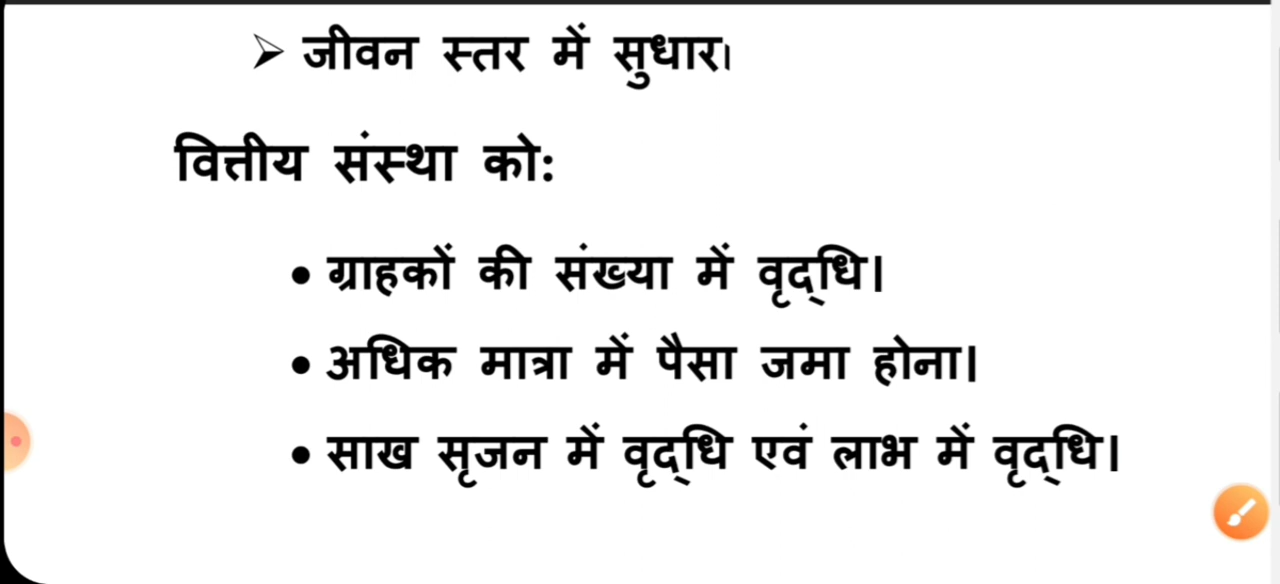 ➢ जीवन स्तर में सुधार।
वित्तीय संस्था को:
• ग्राहकों की संख्या में वृद्धि।
• अधिक मात्रा में पैसा जमा होना।
• साख सृजन में वृद्धि एवं लाभ में वृद्धि।